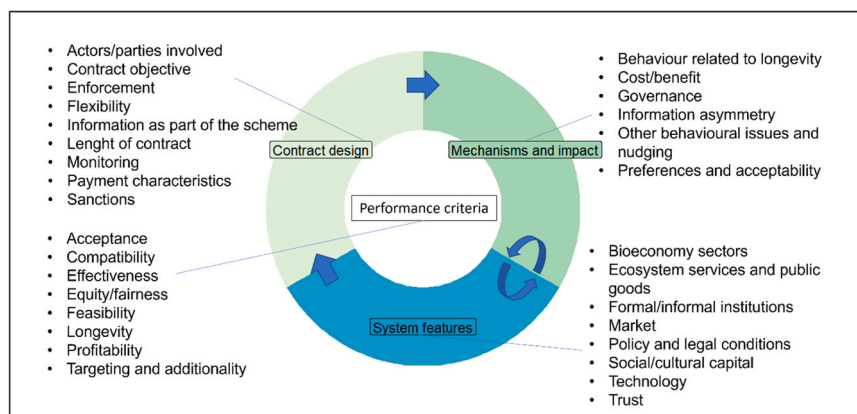 • Actors/parties involved
• Contract objective
• Enforcement
• Flexibility
• Information as part of the scheme
• Lenght of contract
• Monitoring
• Payment characteristics
• Sanctions
Contract design
• Behaviour related to longevity
• Cost/benefit
• Governance
• Information asymmetry
• Other behavioural issues and
nudging
• Preferences and acceptability
Mechanisms and impact
Performance criteria
• Acceptance
• Compatibility
• Effectiveness
• Equity/fairness
• Feasibility
• Longevity
• Profitability
• Targeting and additionality
System features
• Bioeconomy sectors
• Ecosystem services and public
goods
• Formal/informal institutions
• Market
• Policy and legal conditions
• Social/cultural capital
• Technology
• Trust